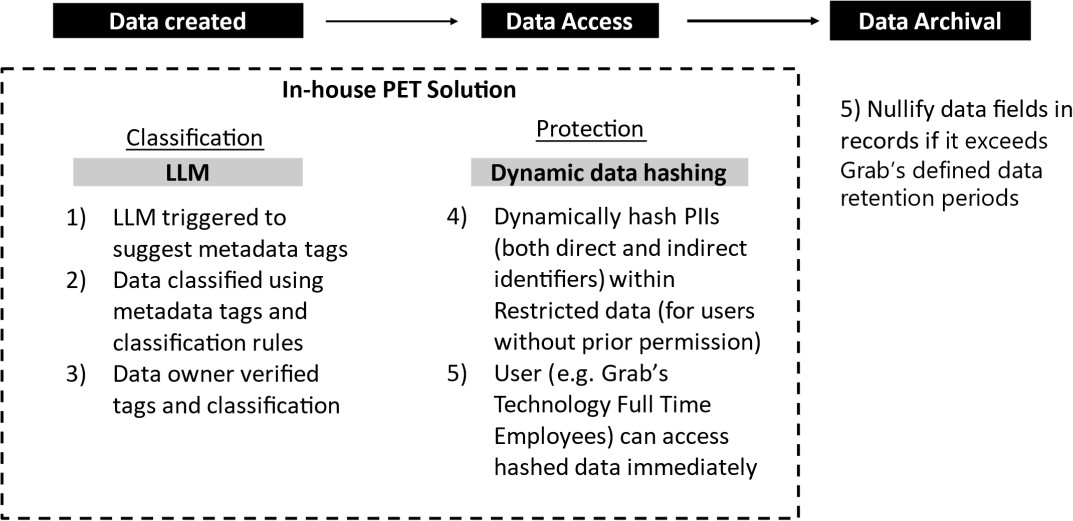 Data created
Data Access
Data Archival
In-house PET Solution
Classification
LLM
1) LLM triggered to
suggest metadata tags
2) Data classified using
metadata tags and
classification rules
3) Data owner verified
tags and classification
Protection
Dynamic data hashing
4) Dynamically hash PIIs
(both direct and indirect
identifiers) within
Restricted data (for users
without prior permission)
5) User (e.g. Grab’s
Technology Full Time
Employees) can access
hashed data immediately
5) Nullify data fields in
records if it exceeds
Grab’s defined data
retention periods